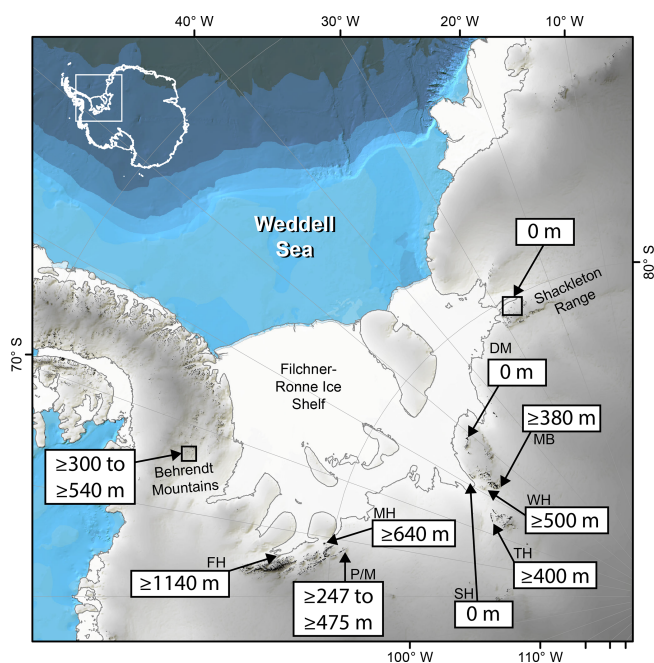 40° W
30° W
20° W
10° W
Weddell
Sea
0 m
80° S
Shackleton
Range
70° S
DM
0 m
Filchner-
Ronne Ice
Shelf
≥380 m
MB
≥300 to
≥540 m
Behrendt
Mountains
WH
≥500 m
MH
≥640 m
TH
≥400 m
FH
≥1140 m
P/M
≥247 to
≥475 m
SH
0 m
100° W
110° W